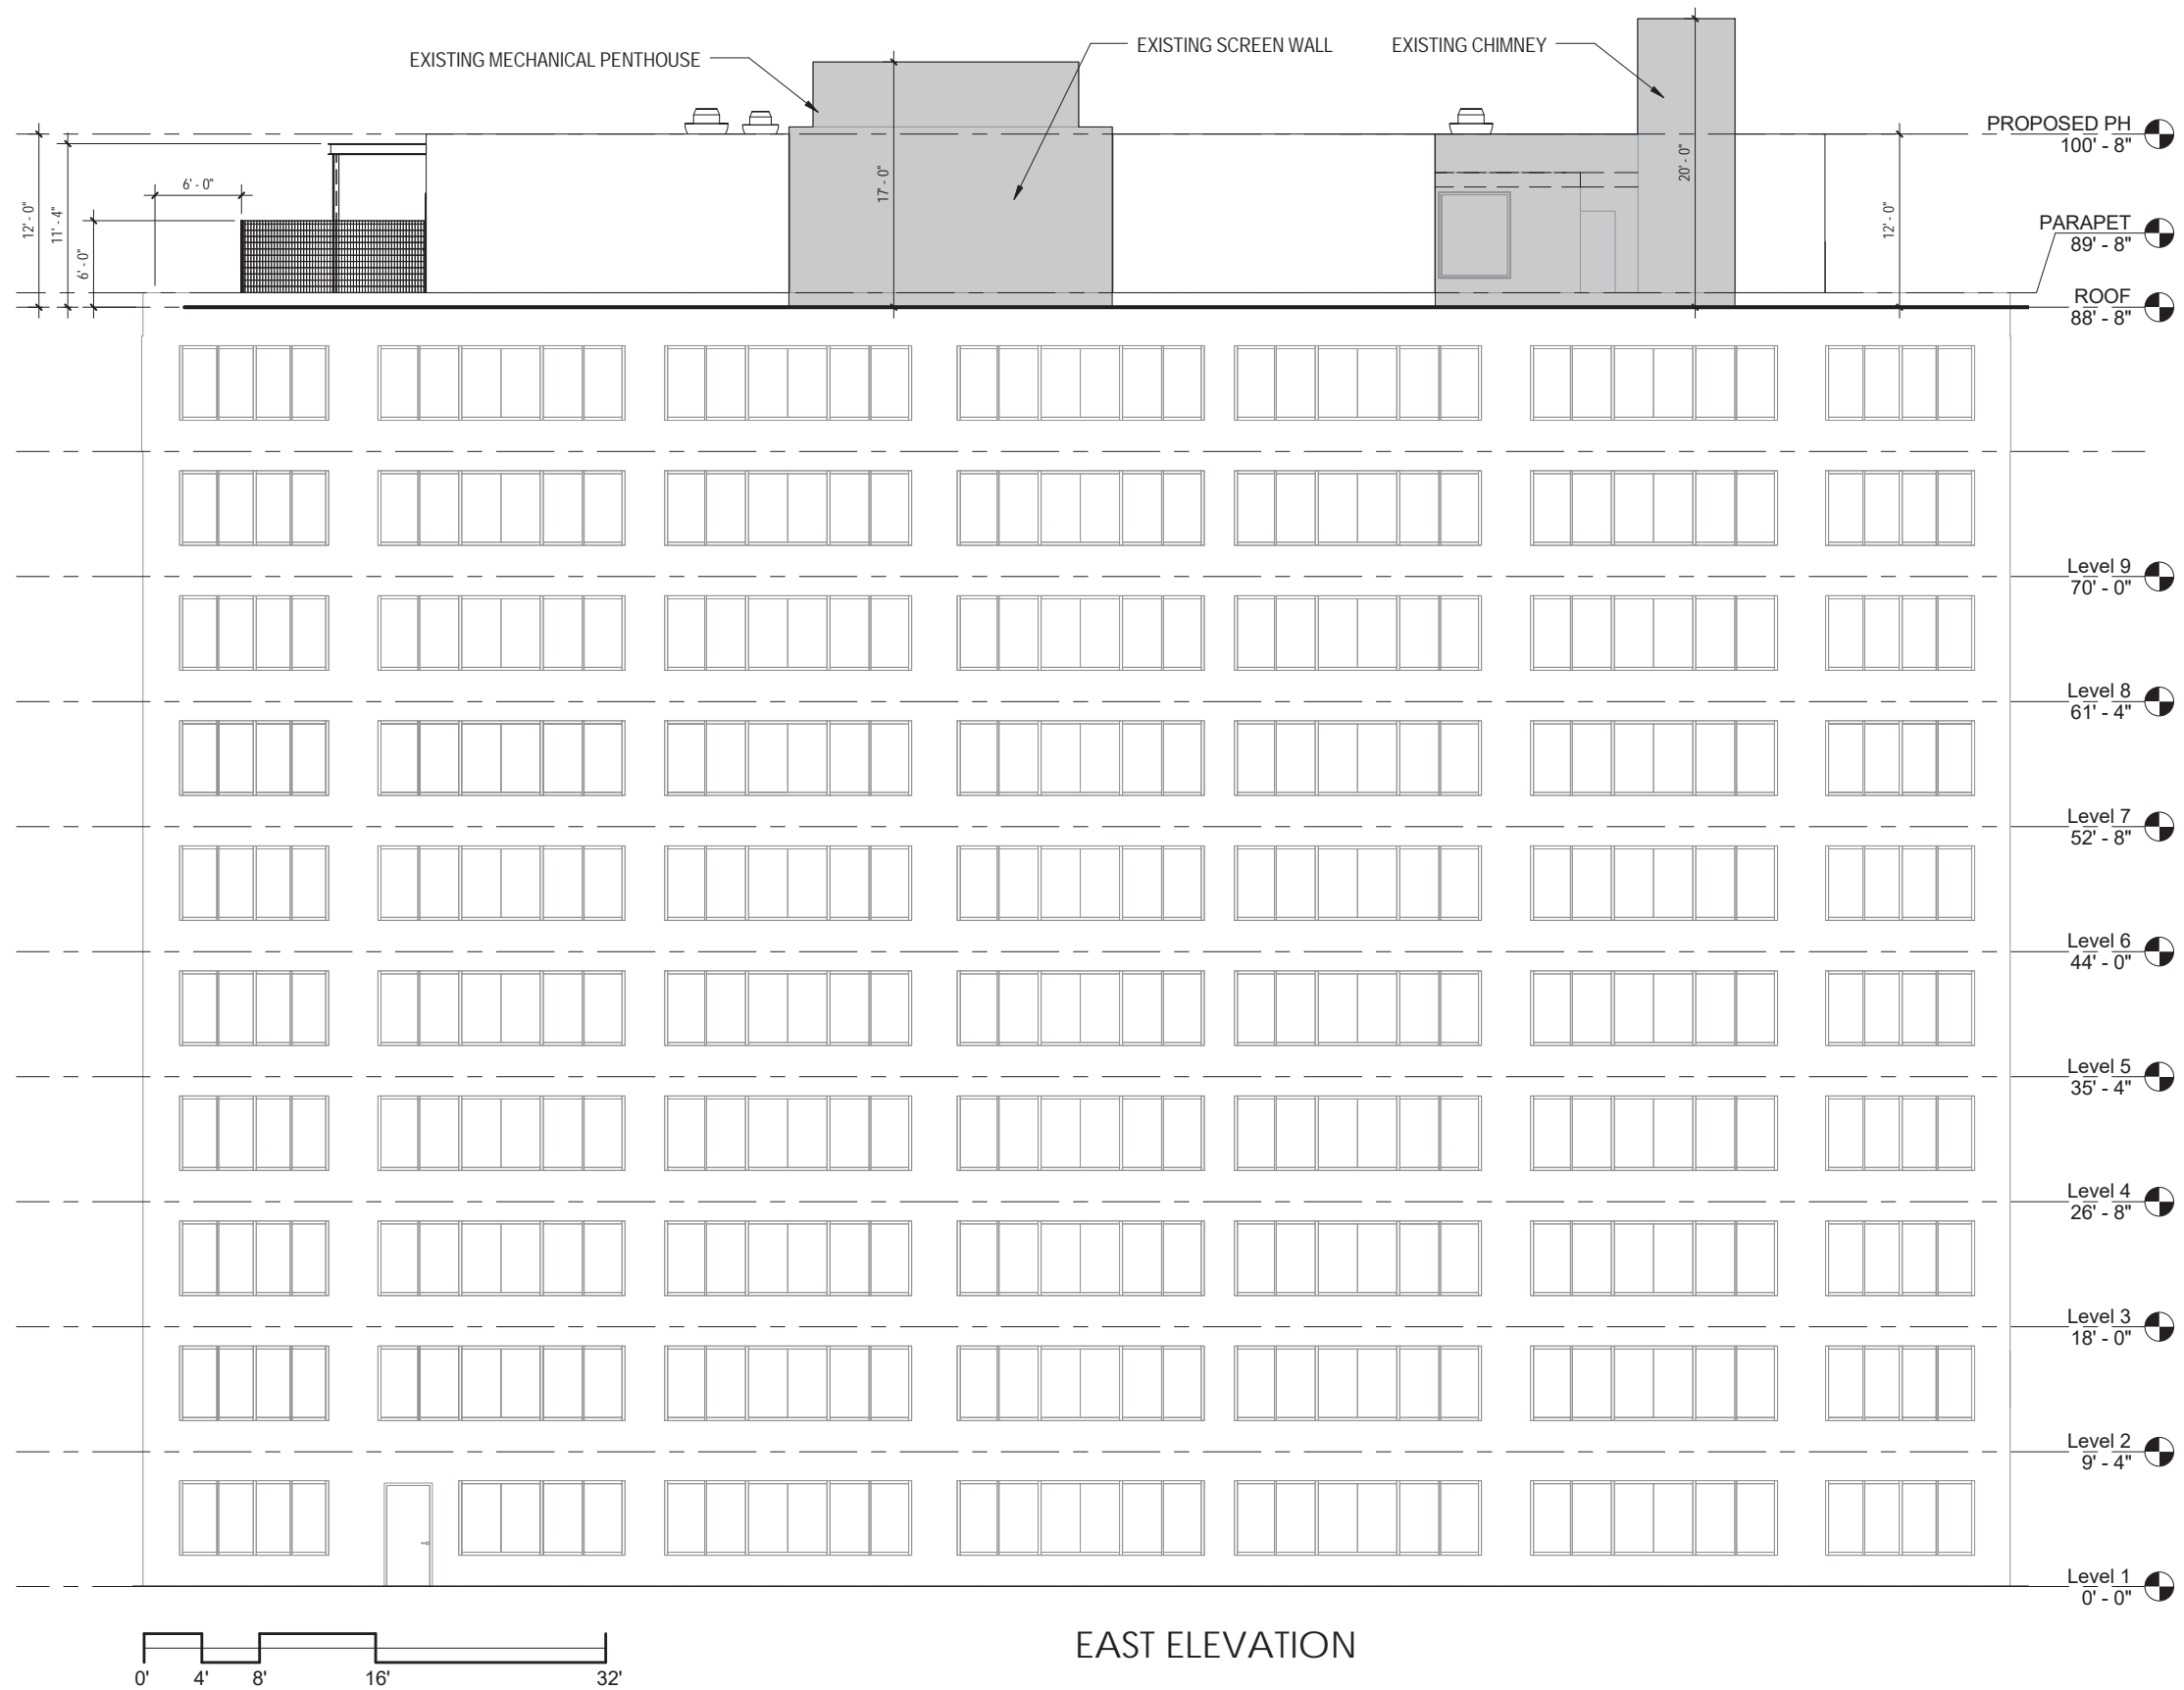 EXISTING MECHANICAL PENTHOUSE
EXISTING SCREEN WALL
EXISTING CHIMNEY
PROPOSED PH
100' - 8"
12' - 0"
11' - 4"
6' - 0"
6' - 0"
17' - 0"
20' - 0"
12' - 0"
PARAPET
89' - 8"
ROOF
88' - 8"
Level 9
70' - 0"
Level 8
61' - 4"
Level 7
52' - 8"
Level 6
44' - 0"
Level 5
35' - 4"
Level 4
26' - 8"
Level 3
18' - 0"
Level 2
9' - 4"
Level 1
0' - 0"
0' 4' 8' 16' 32'
EAST ELEVATION